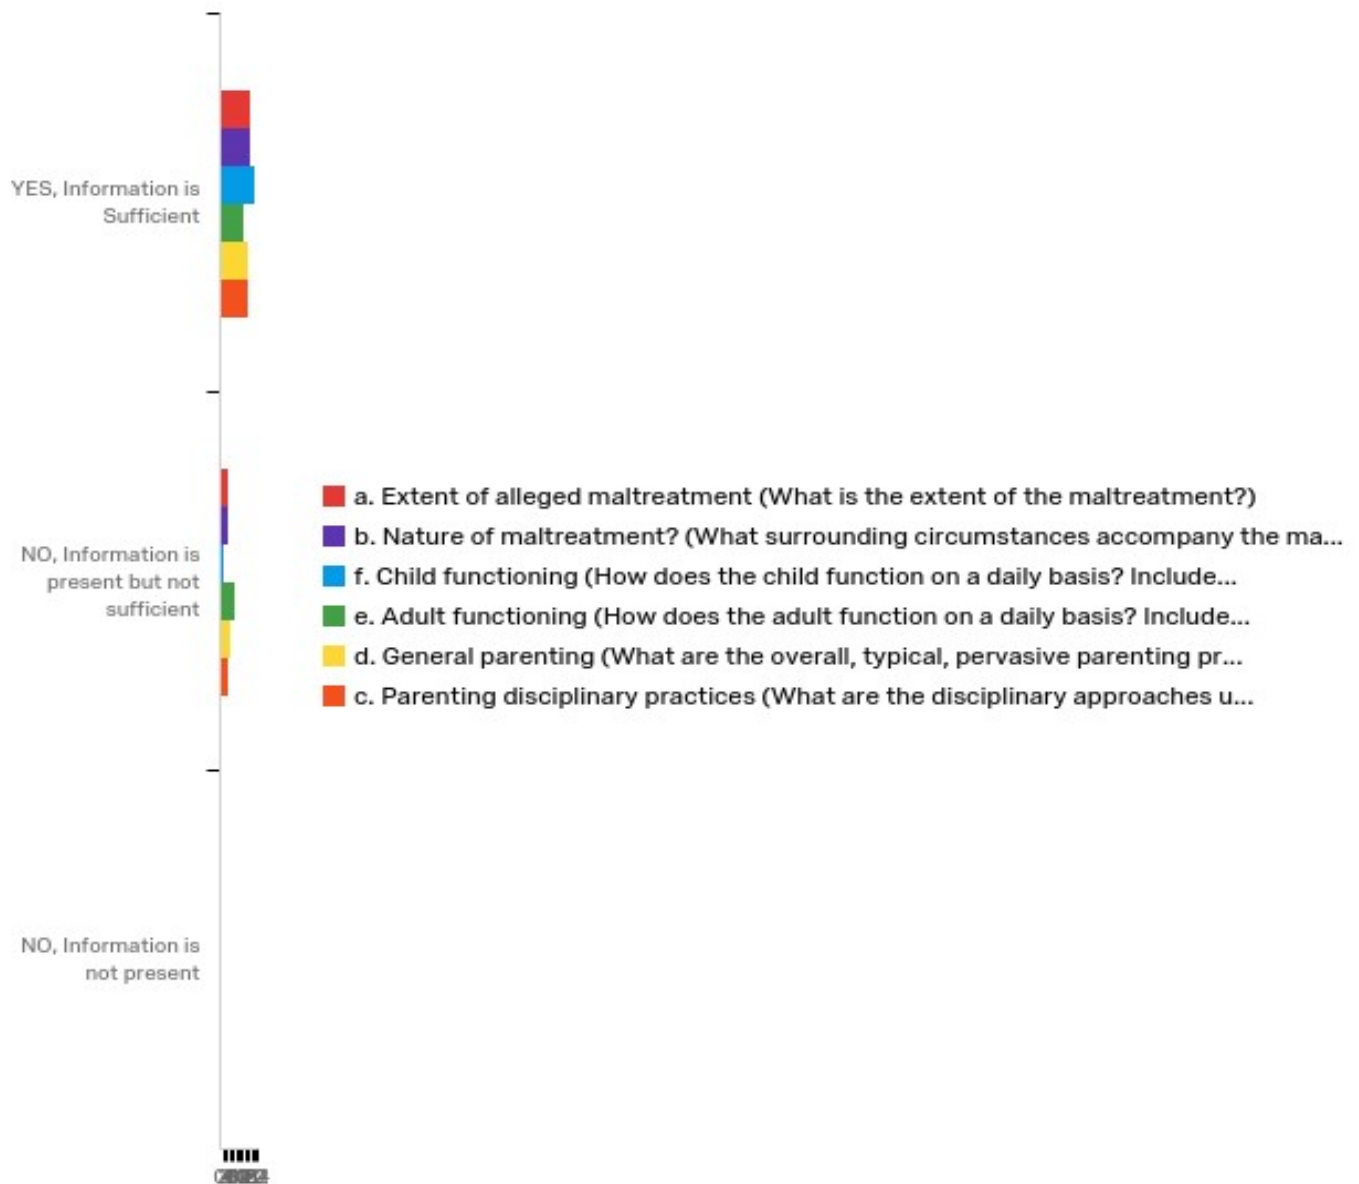 YES, Information is
Sufficient
NO, Information is
present but not
sufficient
a. Extent of alleged maltreatment (What is the extent of the maltreatment?)
b. Nature of maltreatment? (What surrounding circumstances accompany the ma...
f. Child functioning (How does the child function on a daily basis? Include...
e. Adult functioning (How does the adult function on a daily basis? Include...
d. General parenting (What are the overall, typical, pervasive parenting pr...
c. Parenting disciplinary practices (What are the disciplinary approaches u...
NO, Information is
not present